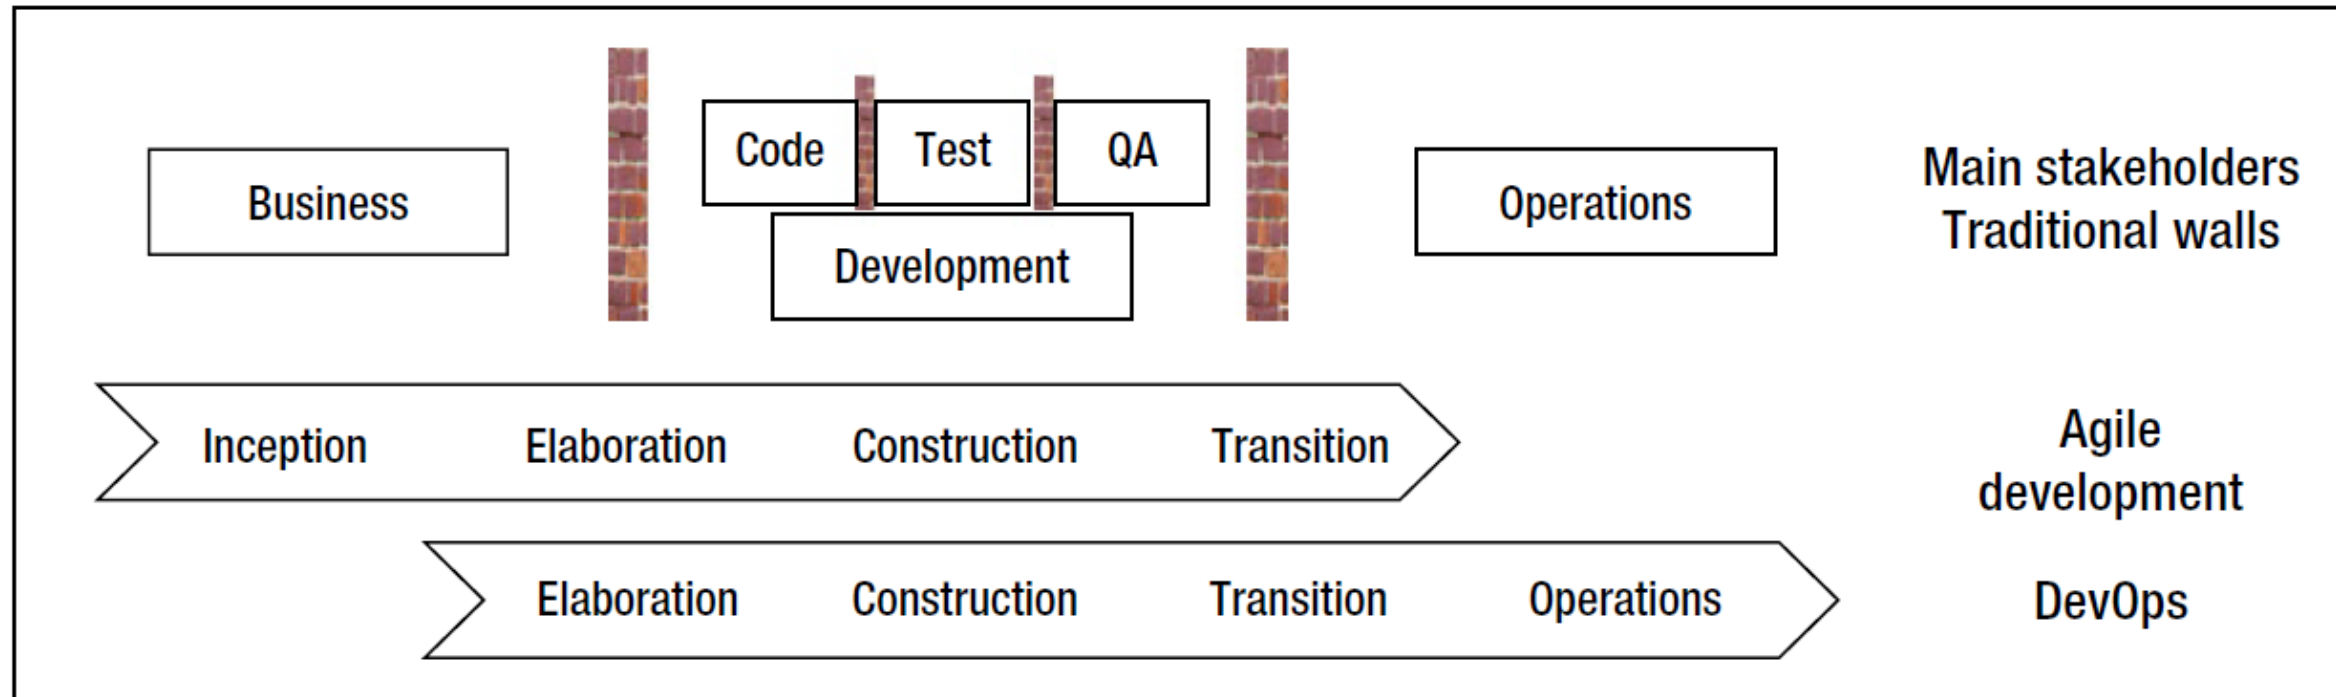 Code
Test
QA
Business
Development
Operations
Main stakeholders
Traditional walls
Inception
Elaboration
Construction
Transition
Agile
development
Elaboration
Construction
Transition
Operations
DevOps